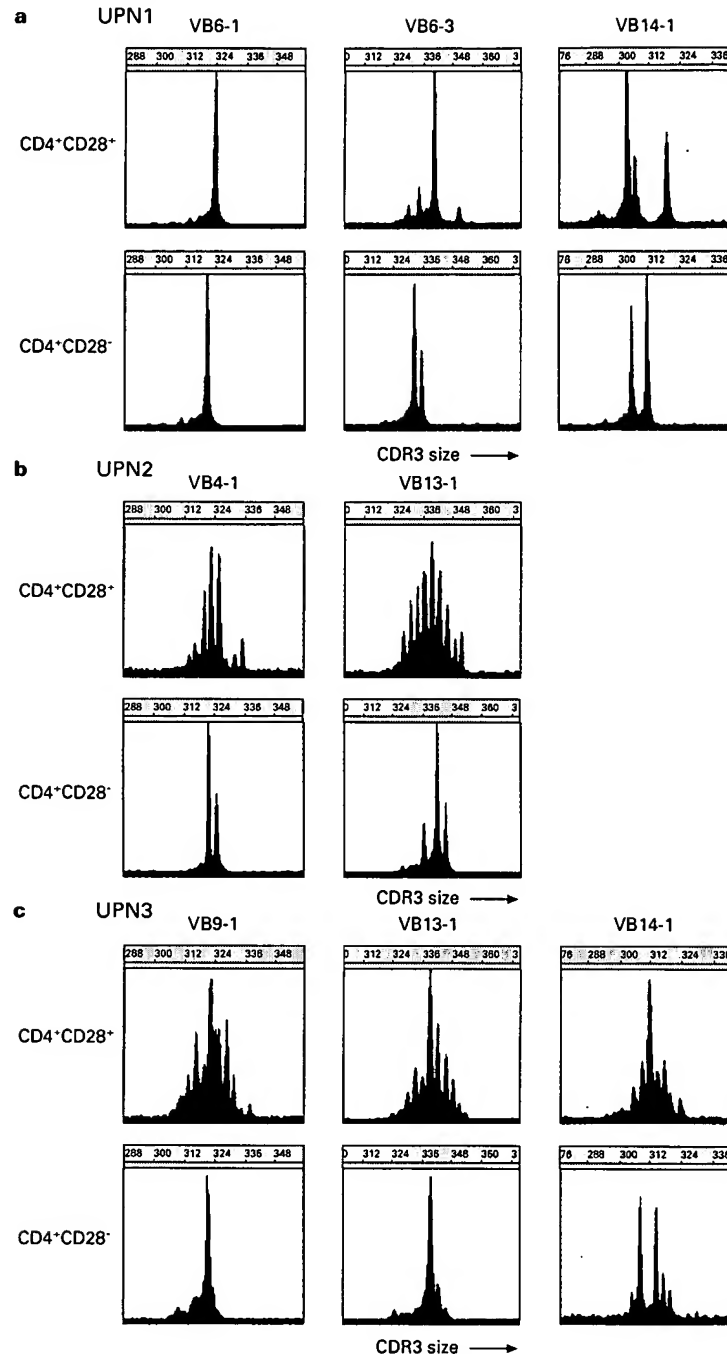 a UPN1
VB6-1 VB6-3 VB14-1
288 300 312 324 336 348 0 312 324 336 348 360 3 76 288 300 312 324 336
CD4⁺CD28⁺
288 300 312 324 336 348 0 312 324 336 348 360 3 76 288 300 312 324 336
CD4⁺CD28⁻
CDR3 size →
b UPN2
VB4-1 VB13-1
288 300 312 324 336 348 0 312 324 336 348 360 3
CD4⁺CD28⁺
288 300 312 324 336 348 0 312 324 336 348 360 3
CD4⁺CD28⁻
CDR3 size →
c UPN3
VB9-1 VB13-1 VB14-1
288 300 312 324 336 348 0 312 324 336 348 360 3 76 288 300 312 324 336
CD4⁺CD28⁺
288 300 312 324 336 348 0 312 324 336 348 360 3 76 288 300 312 324 336
CD4⁺CD28⁻
CDR3 size →